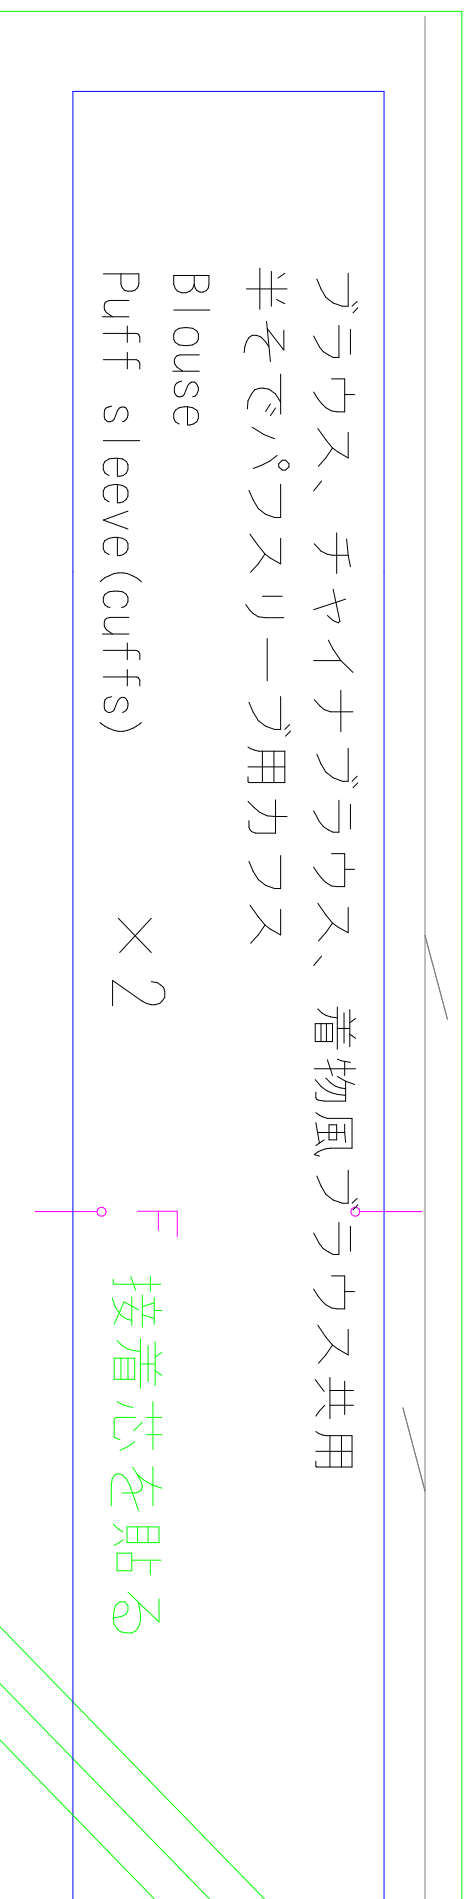 ブラウス、チャイナブラウス、着物風ブラウス共用
半そでパフスリーブ用カフス
Blouse
Puff sleeve(cuffs) ×2
F
接着芯を貼る